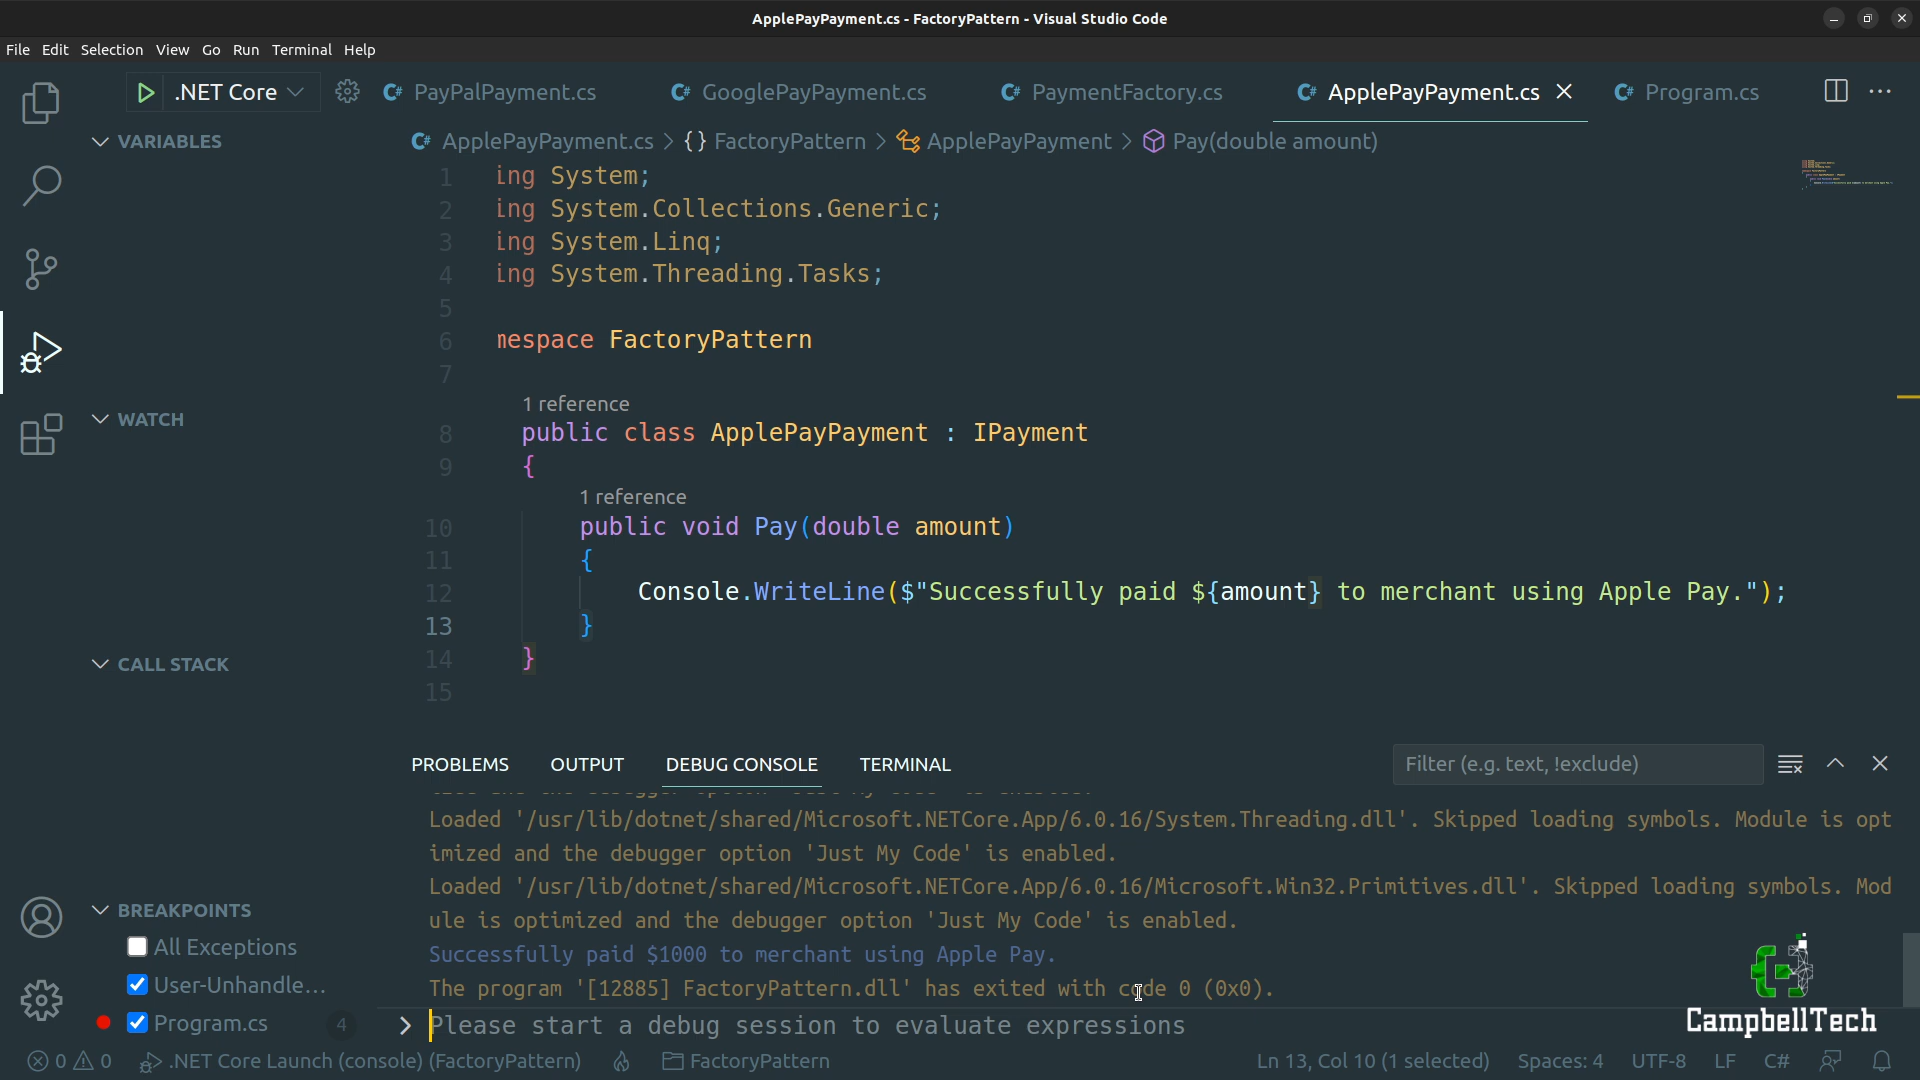 ApplePayPayment.cs - FactoryPattern - Visual Studio Code
File Edit Selection View Go Run Terminal Help
.NET Core
PayPalPayment.cs GooglePayPayment.cs PaymentFactory.cs ApplePayPayment.cs Program.cs
VARIABLES
ApplePayPayment.cs > {} FactoryPattern > ApplePayPayment > Pay(double amount)
1 ing System;
2 ing System.Collections.Generic;
3 ing System.Linq;
4 ing System.Threading.Tasks;
5
6 mespace FactoryPattern
7
1 reference
WATCH
8 public class ApplePayPayment : IPayment
9 {
1 reference
10 public void Pay(double amount)
11 {
12 Console.WriteLine($"Successfully paid ${amount} to merchant using Apple Pay.");
13 }
14 }
CALL STACK
15
PROBLEMS OUTPUT DEBUG CONSOLE TERMINAL
Filter (e.g. text, !exclude)
Loaded '/usr/lib/dotnet/shared/Microsoft.NETCore.App/6.0.16/System.Threading.dll'. Skipped loading symbols. Module is opt
imized and the debugger option 'Just My Code' is enabled.
Loaded '/usr/lib/dotnet/shared/Microsoft.NETCore.App/6.0.16/Microsoft.Win32.Primitives.dll'. Skipped loading symbols. Mod
ule is optimized and the debugger option 'Just My Code' is enabled.
Successfully paid $1000 to merchant using Apple Pay.
The program '[12885] FactoryPattern.dll' has exited with code 0 (0x0).
> Please start a debug session to evaluate expressions
BREAKPOINTS
All Exceptions
User-Unhandle...
Program.cs 4
CampbellTech
0 0 .NET Core Launch (console) (FactoryPattern) FactoryPattern Ln 13, Col 10 (1 selected) Spaces: 4 UTF-8 LF C#